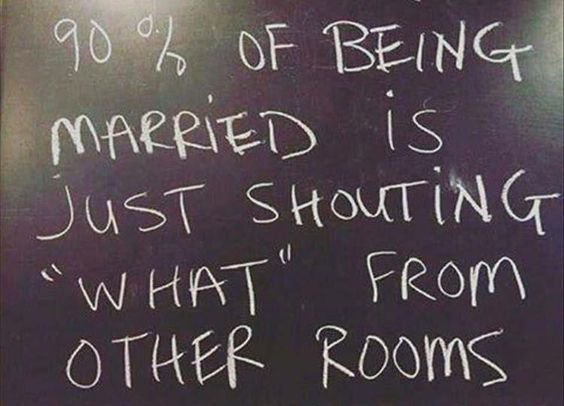 90 % OF BEING
MARRiED iS
JUST SHOUTiNG
"WHAT" FROM
OTHER ROOMS